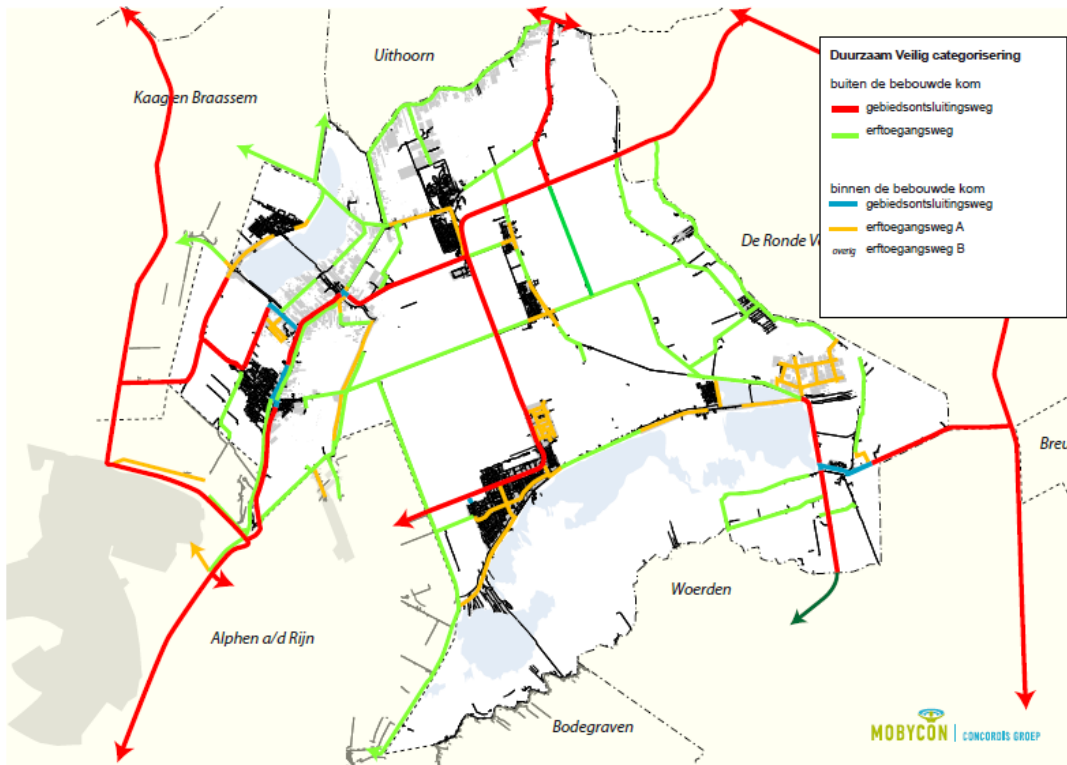 Uithoorn
Kaag en Braassem
Duurzaam Veilig categorisering
buiten de bebouwde kom
gebiedsontsluitingsweg
erftoegangsweg
binnen de bebouwde kom
gebiedsontsluitingsweg
erftoegangsweg A
overig erftoegangsweg B
De Ronde Ve
Breu
Woerden
Alphen a/d Rijn
Bodegraven
MOBYCON | CONCORDIS GROEP